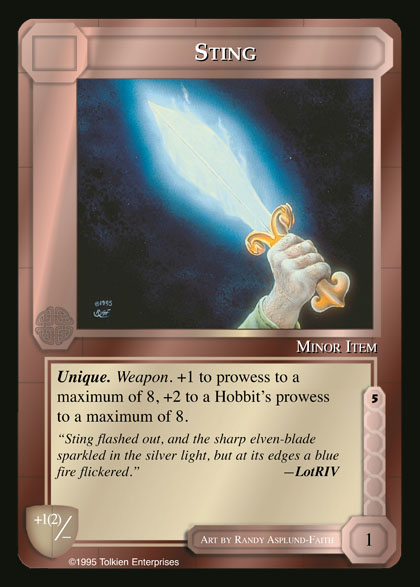 STING
©1995
MINOR ITEM
Unique. Weapon. +1 to prowess to a
maximum of 8, +2 to a Hobbit's prowess
to a maximum of 8.
5
“Sting flashed out, and the sharp elven-blade
sparkled in the silver light, but at its edges a blue
fire flickered.” —LotRIV
+1(2)/–
ART BY RANDY ASPLUND-FAITH
1
©1995 Tolkien Enterprises